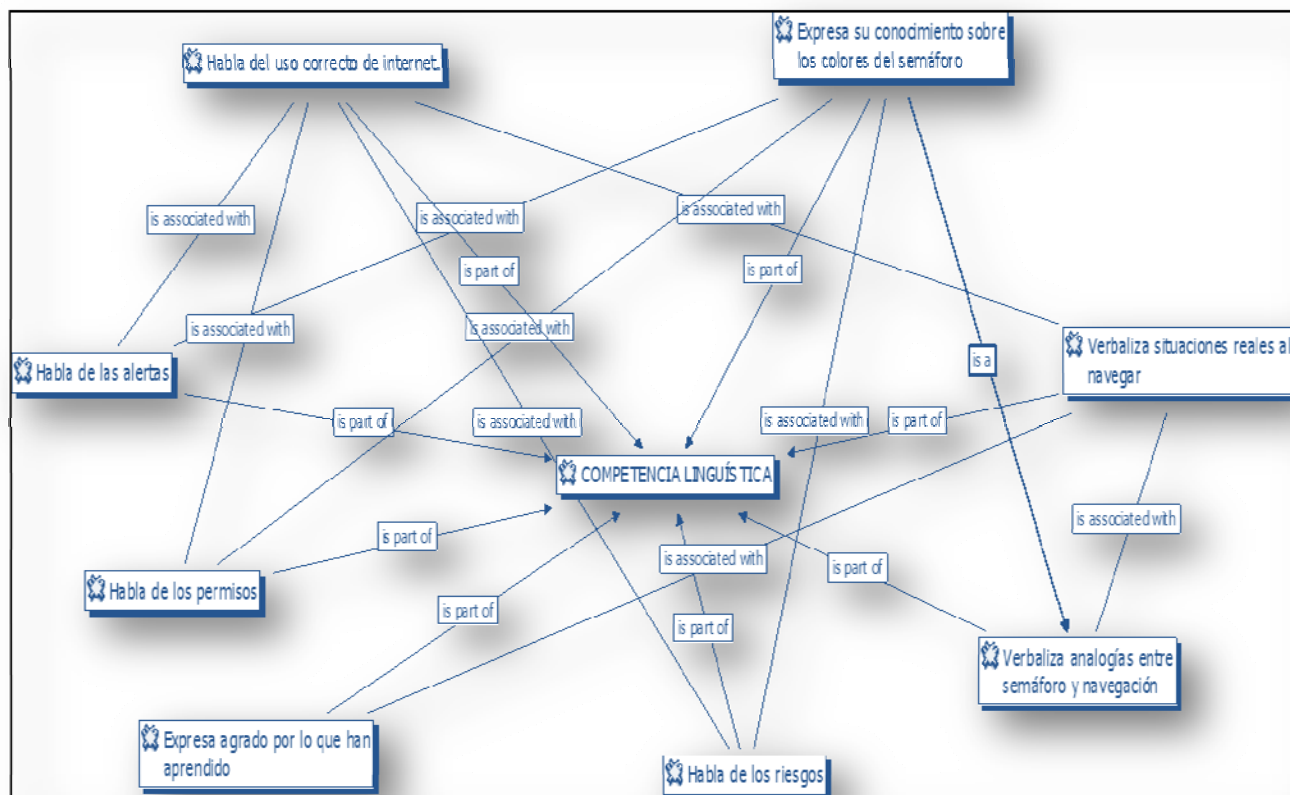 Expresa su conocimiento sobre
los colores del semáforo
Habla del uso correcto de internet.
is associated with
is associated with
is associated with
is part of
is part of
is associated with
is associated with
Verbaliza situaciones reales al
navegar
is a
Habla de las alertas
is part of
is associated with
is associated with
is part of
COMPETENCIA LINGUÍSTICA
is associated with
is part of
is associated with
is part of
Habla de los permisos
is part of
is part of
Verbaliza analogías entre
semáforo y navegación
Expresa agrado por lo que han
aprendido
Habla de los riesgos